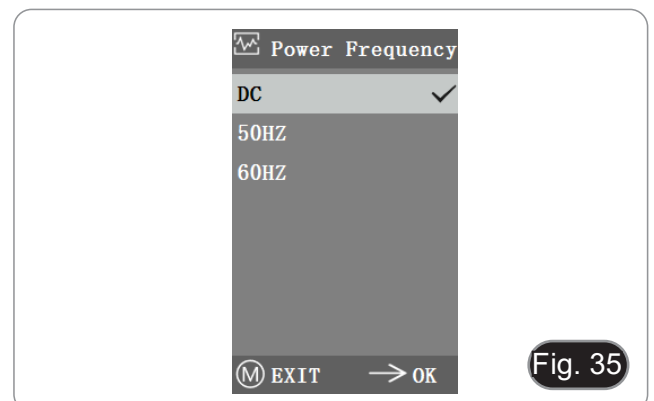 Power Frequency
DC
50HZ
60HZ
M EXIT → OK
Fig. 35